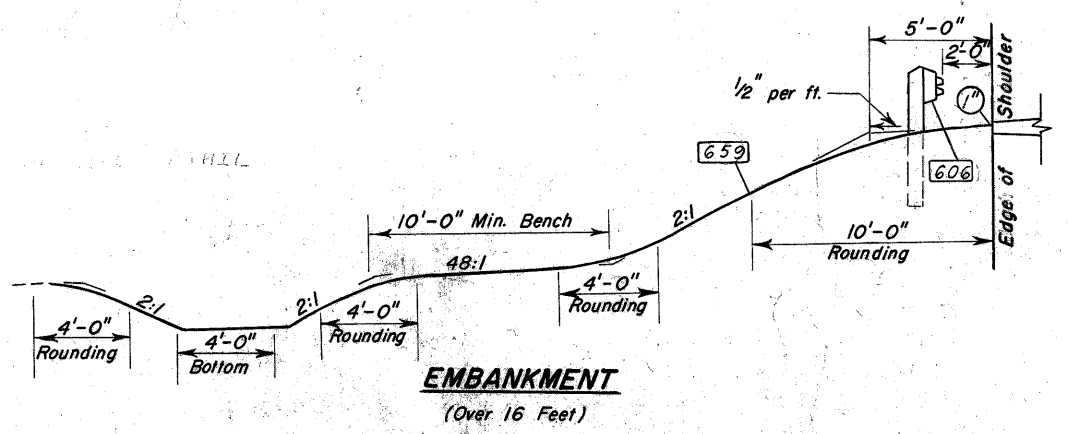 5'-0"
2'-0"
Edge of Shoulder
1/2" per ft.
1"
659
606
10'-0"
Rounding
2:1
10'-0" Min. Bench
48:1
4'-0"
Rounding
2:1
4'-0"
Rounding
2:1
4'-0"
Rounding
4'-0"
Bottom
EMBANKMENT
(Over 16 Feet)